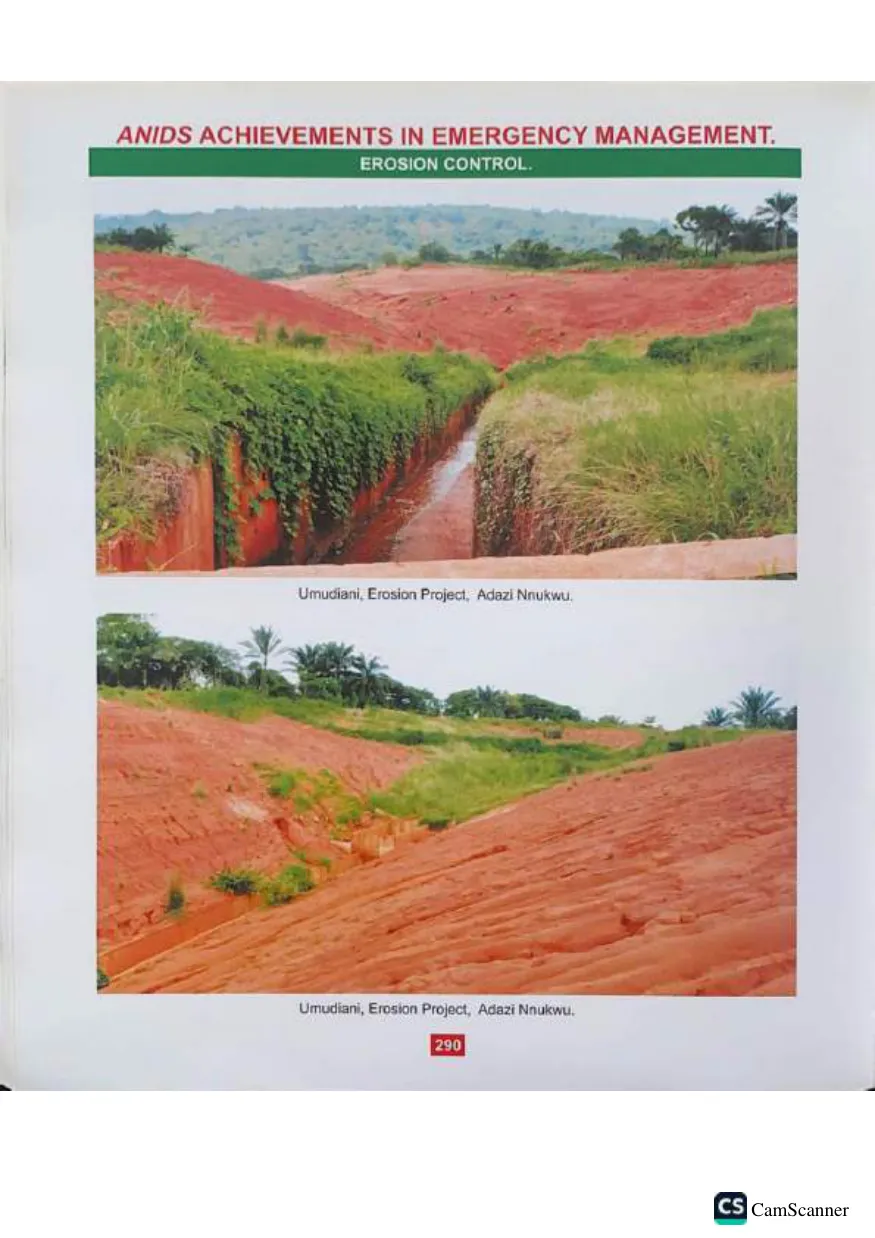 ANIDS ACHIEVEMENTS IN EMERGENCY MANAGEMENT.
EROSION CONTROL.
Umudiani, Erosion Project, Adazi Nnukwu.
Umudiani, Erosion Project, Adazi Nnukwu.
290
CS CamScanner